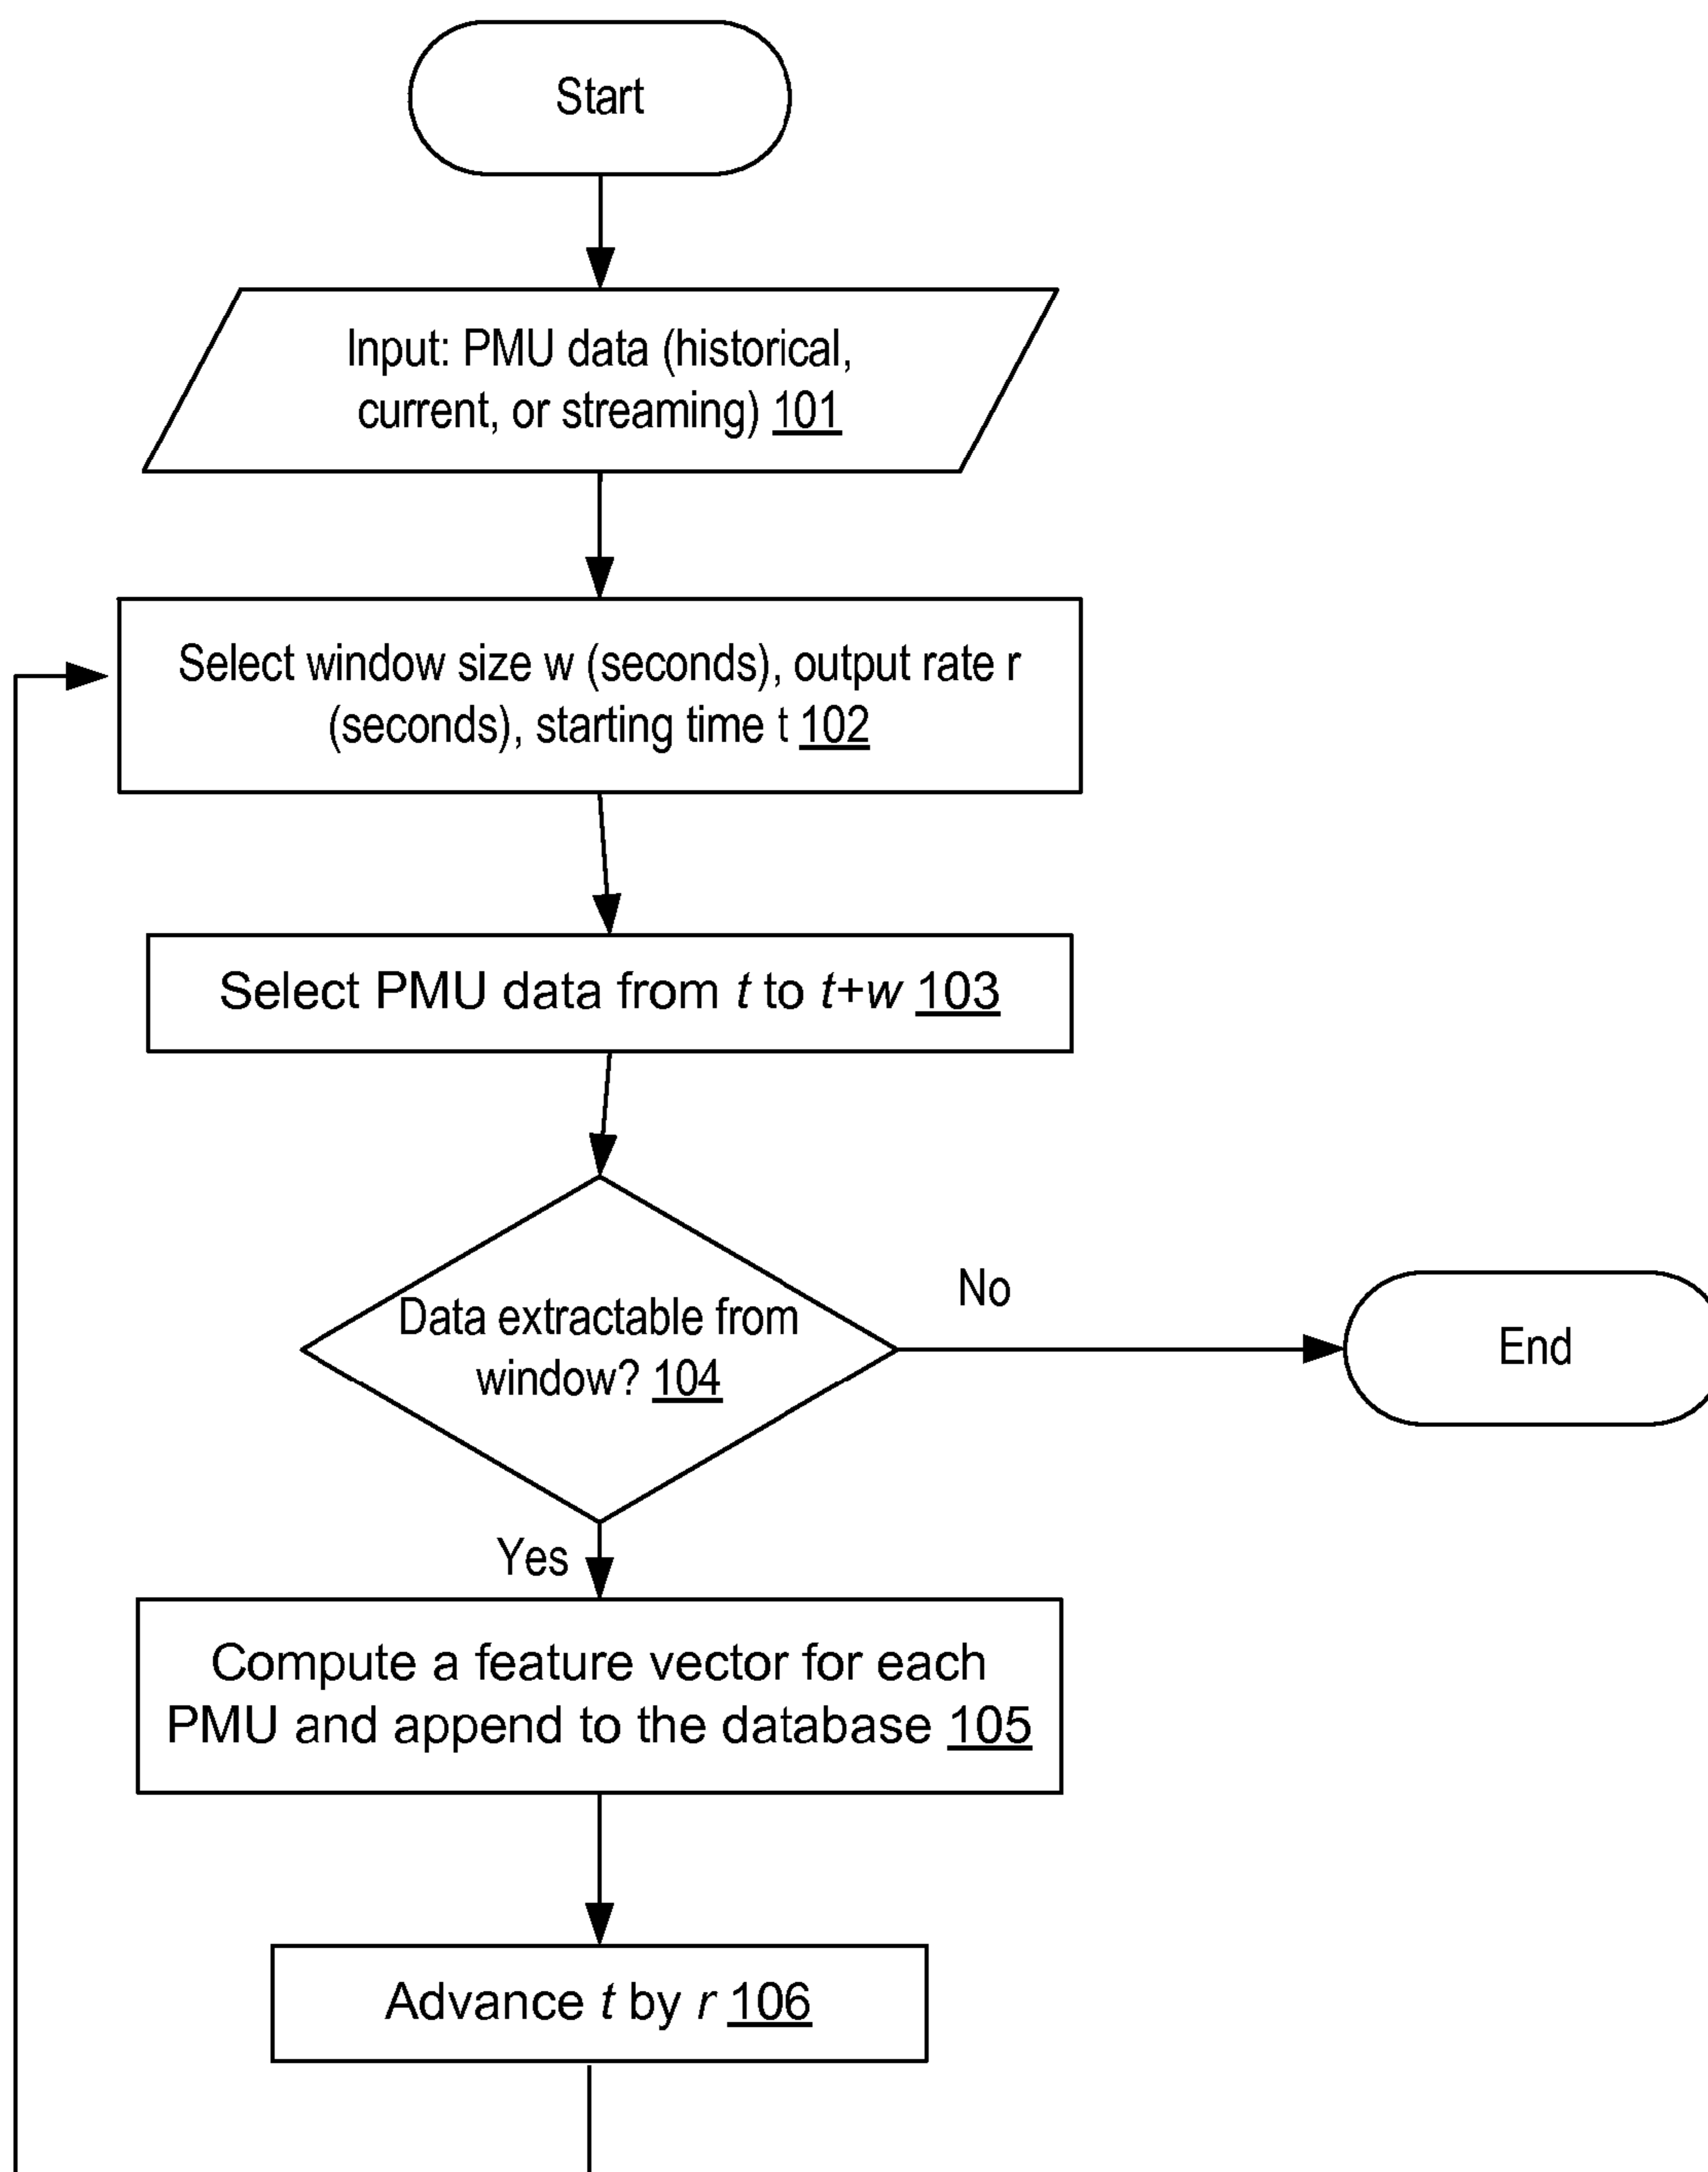 Start
Input: PMU data (historical,
current, or streaming) 101
Select window size w (seconds), output rate r
(seconds), starting time t 102
Select PMU data from t to t+w 103
Data extractable from
window? 104
No
End
Yes
Compute a feature vector for each
PMU and append to the database 105
Advance t by r 106